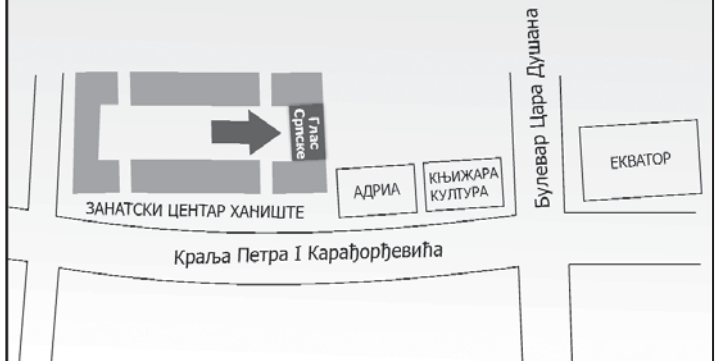 Булевар Цара Душана
Глас
Српске
ЕКВАТОР
АДРИА
КЊИЖАРА
КУЛТУРА
ЗАНАТСКИ ЦЕНТАР ХАНИШТЕ
Краља Петра I Карађорђевића